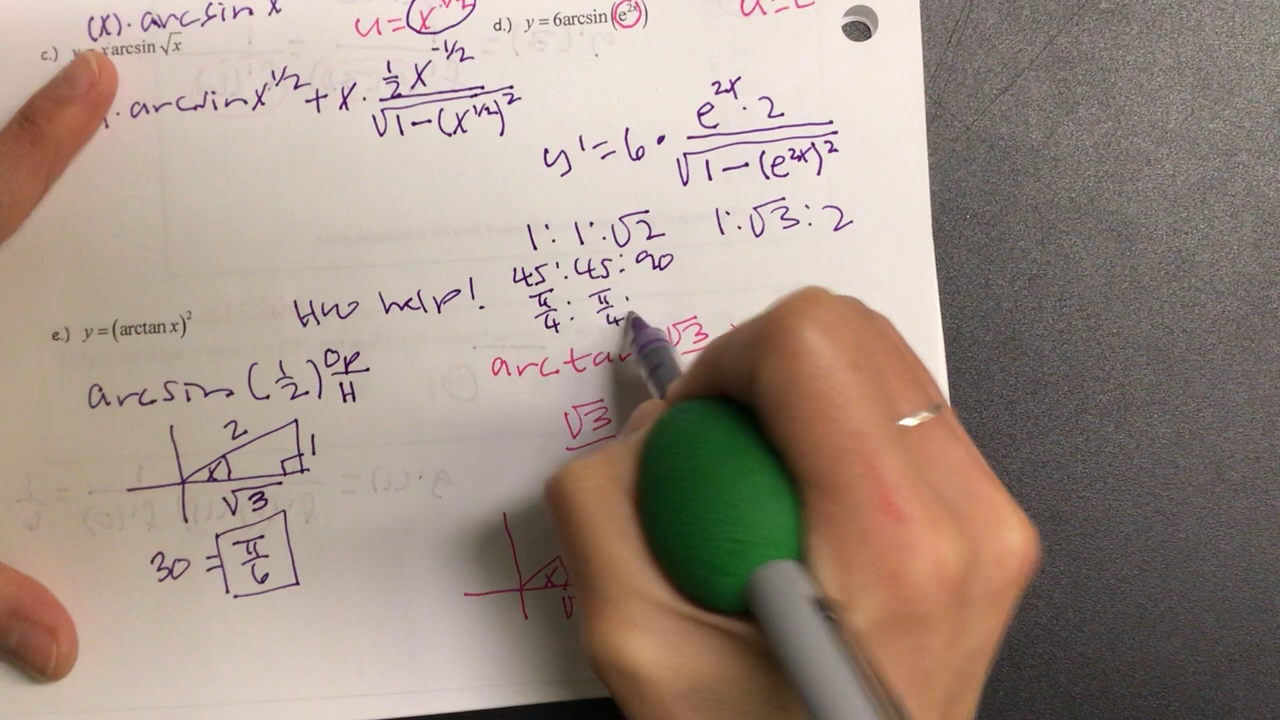 (x). arcsin x
u = x^1/2
d.) y = 6arcsin(e^2x)
c.) x arcsin √x
· arcsin x^1/2 + x · (1/2 x^-1/2)/√(1-(x^1/2)^2)
y' = 6 · (e^2x · 2)/√(1-(e^2x)^2)
1 : 1 : √2
1 : √3 : 2
45 : 45 : 90
π/4 : π/4 :
HW help!
e.) y = (arctan x)^2
arcsin (1/2) OP/H
2
1
x
√3
30 = π/6
arctan √3
√3
x